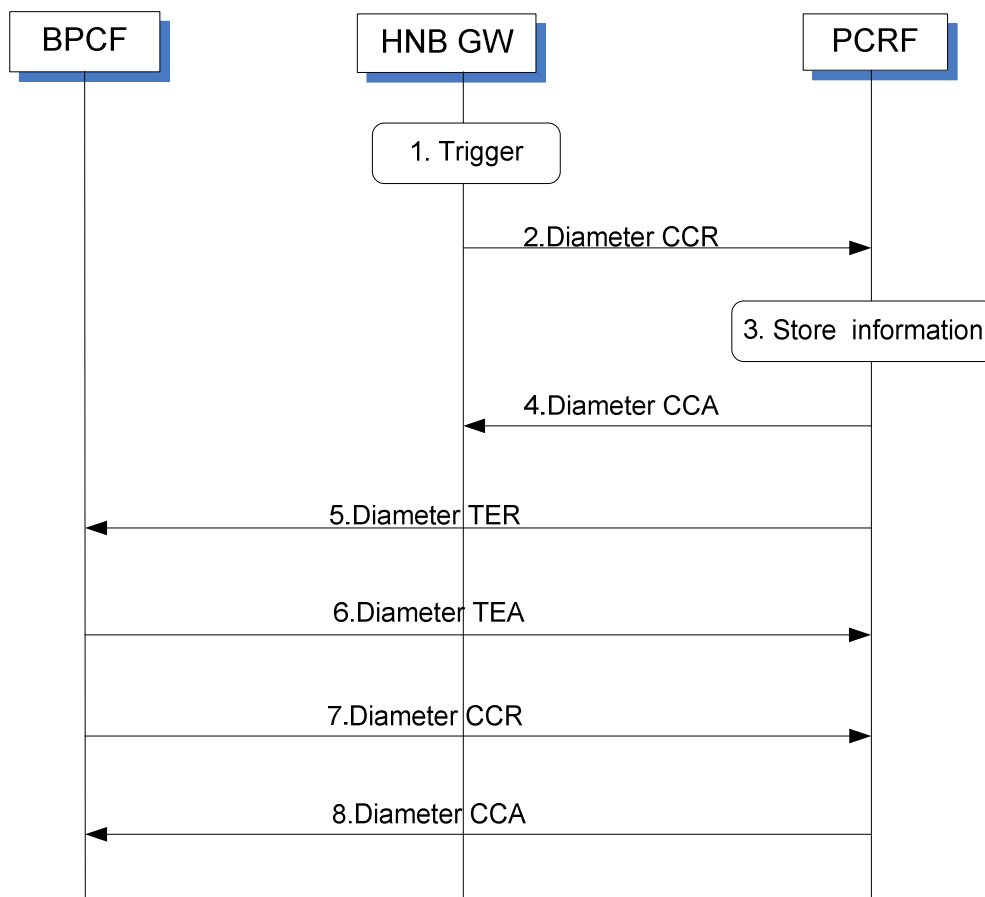 BPCF
HNB GW
PCRF
1. Trigger
2.Diameter CCR
3. Store information
4.Diameter CCA
5.Diameter TER
6.Diameter TEA
7.Diameter CCR
8.Diameter CCA